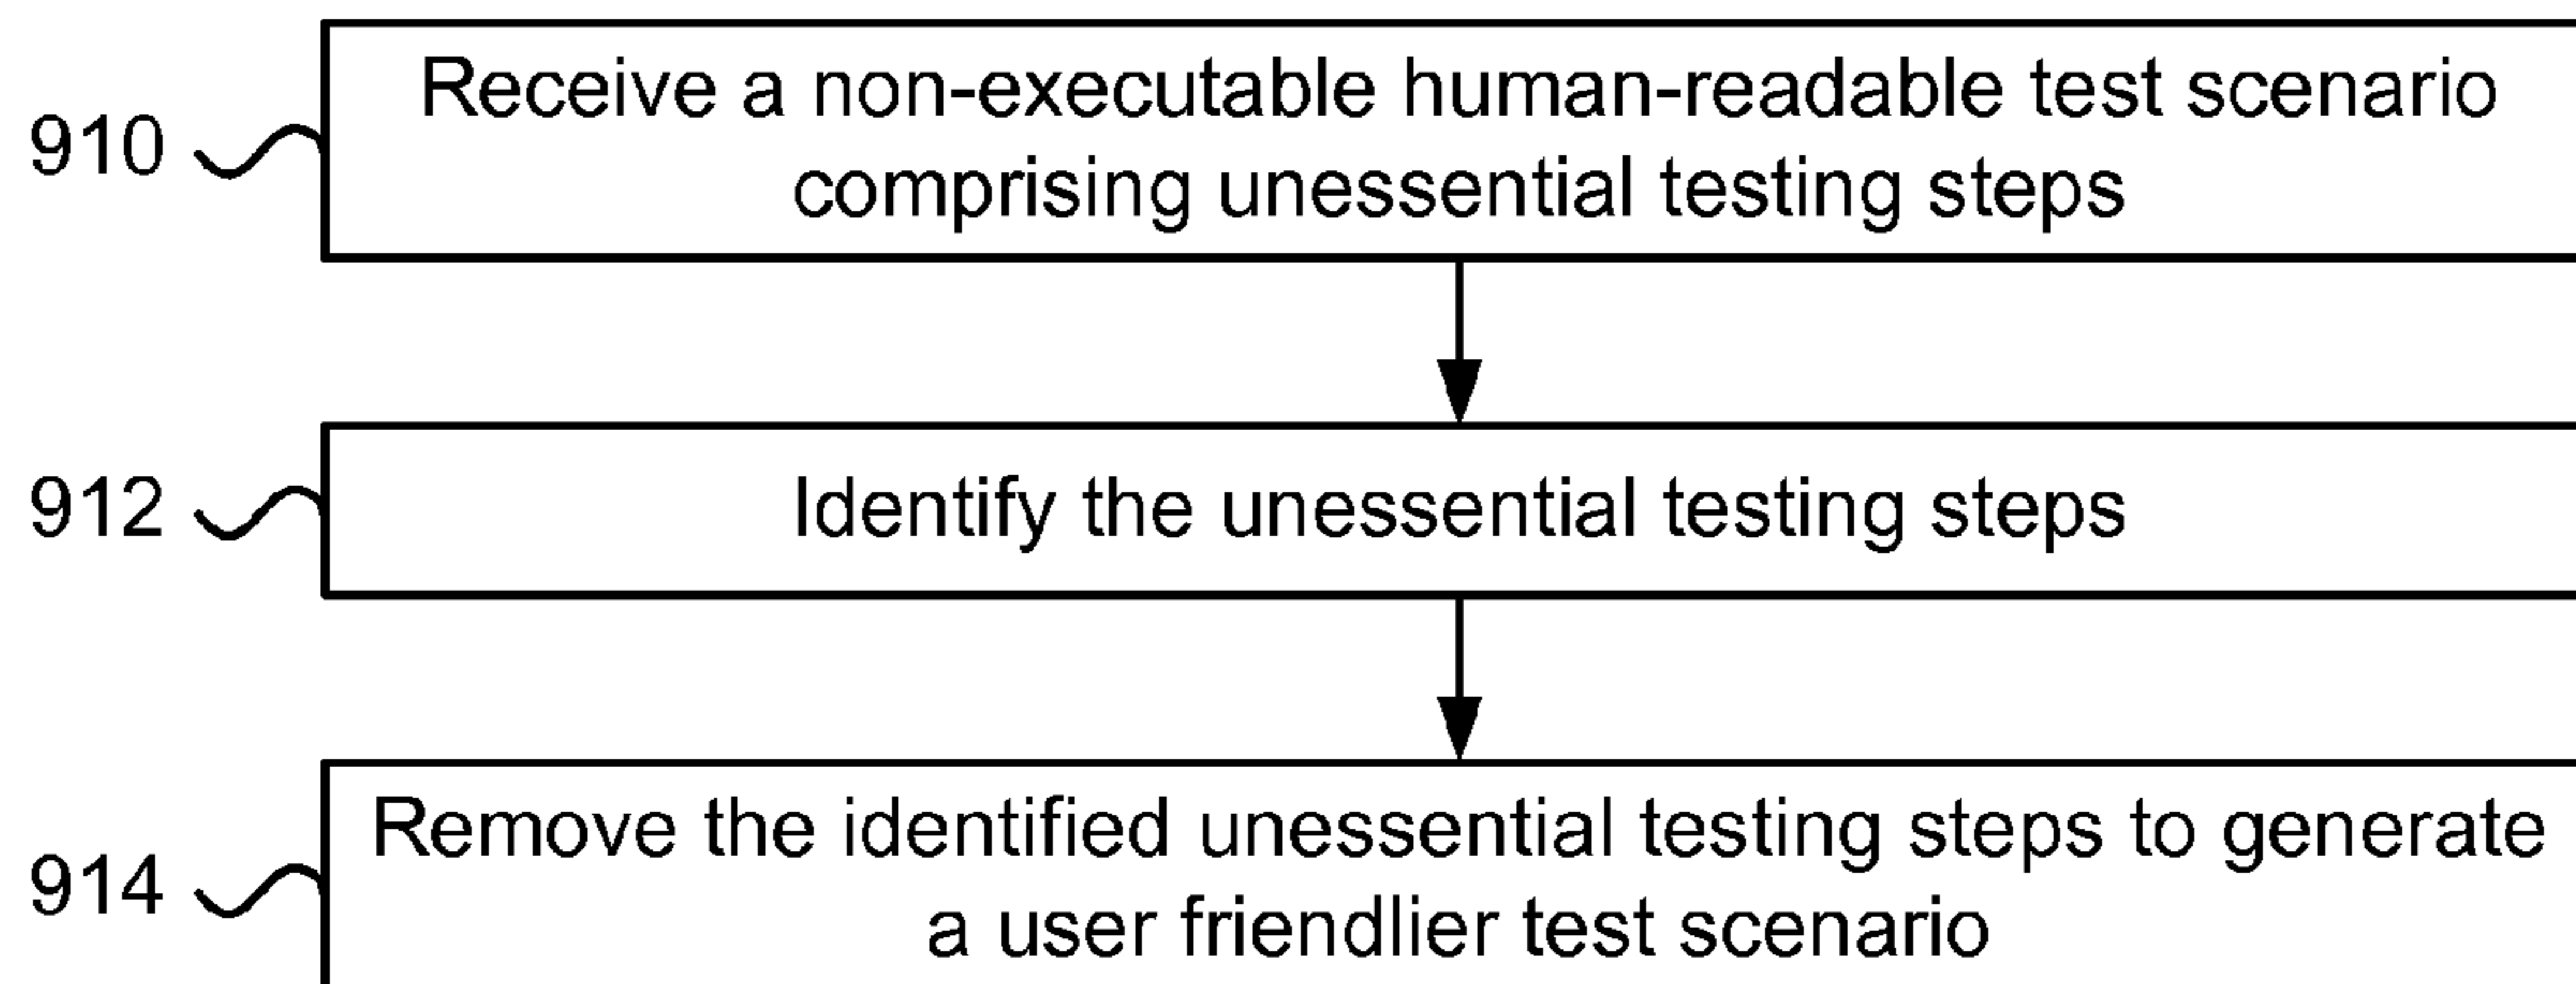 Receive a non-executable human-readable test scenario
910
comprising unessential testing steps
912
Identify the unessential testing steps
Remove the identified unessential testing steps to generate
914
a user friendlier test scenario